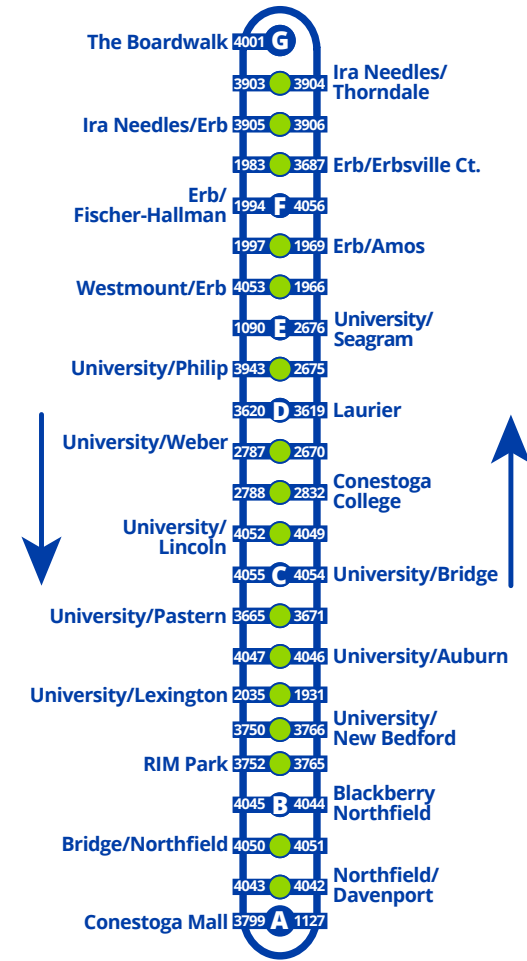 The Boardwalk 4001 G
3903 3904 Ira Needles/
Thorndale
Ira Needles/Erb 3905 3906
1983 3687 Erb/Erbsville Ct.
Erb/
Fischer-Hallman 1994 F 4056
1997 1969 Erb/Amos
Westmount/Erb 4053 1966
1090 E 2676 University/
Seagram
University/Philip 3943 2675
3620 D 3619 Laurier
University/Weber 2787 2670
2788 2832 Conestoga
College
University/
Lincoln 4052 4049
4055 C 4054 University/Bridge
University/Pastern 3665 3671
4047 4046 University/Auburn
University/Lexington 2035 1931
3750 3766 University/
New Bedford
RIM Park 3752 3765
4045 B 4044 Blackberry
Northfield
Bridge/Northfield 4050 4051
4043 4042 Northfield/
Davenport
Conestoga Mall 3799 A 1127